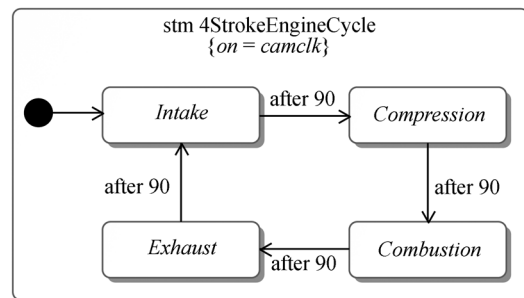 stm 4StrokeEngineCycle
{on = camclk}
Intake
after 90
Compression
after 90
after 90
Exhaust
after 90
Combustion